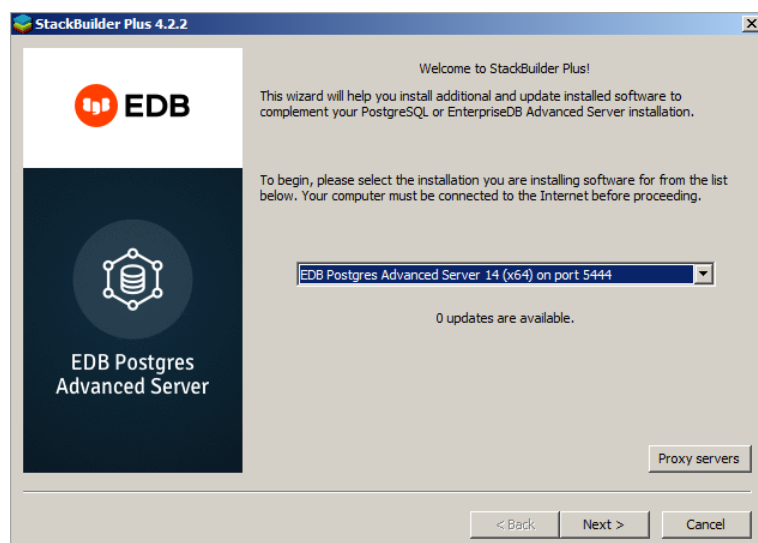 StackBuilder Plus 4.2.2
EDB
EDB Postgres
Advanced Server
Welcome to StackBuilder Plus!
This wizard will help you install additional and update installed software to
complement your PostgreSQL or EnterpriseDB Advanced Server installation.
To begin, please select the installation you are installing software for from the list
below. Your computer must be connected to the Internet before proceeding.
EDB Postgres Advanced Server 14 (x64) on port 5444
0 updates are available.
Proxy servers
< Back
Next >
Cancel